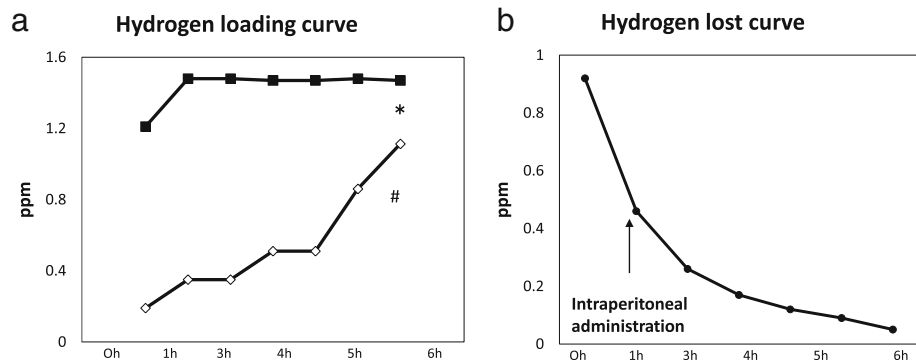 a
Hydrogen loading curve
1.6
1.2
0.8
0.4
0
ppm
*
#
Oh 1h 3h 4h 5h 6h
b
Hydrogen lost curve
1
0.8
0.6
0.4
0.2
0
ppm
Intraperitoneal
administration
Oh 1h 3h 4h 5h 6h